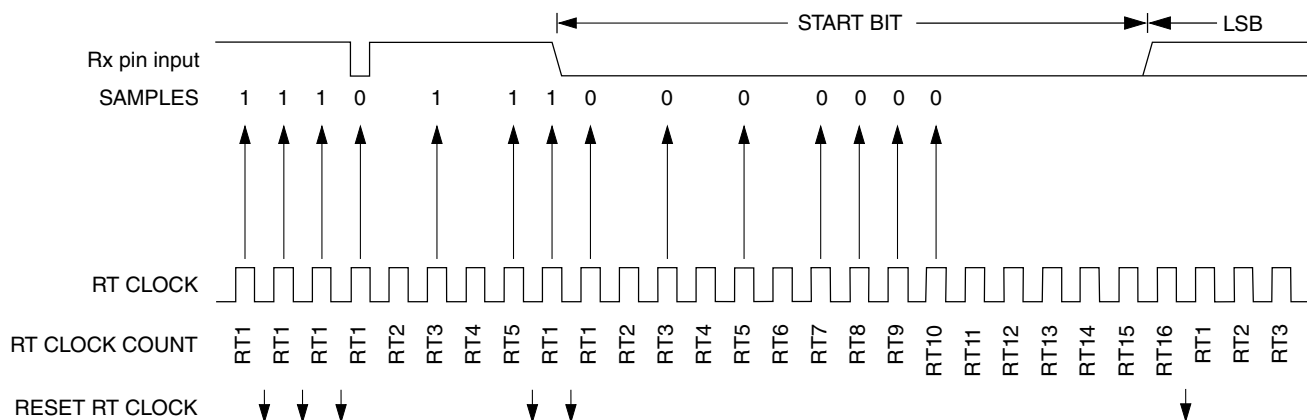 START BIT
LSB
Rx pin input
SAMPLES 1 1 1 0 1 1 1 0 0 0 0 0 0 0
RT CLOCK
RT CLOCK COUNT RT1 RT1 RT1 RT1 RT2 RT3 RT4 RT5 RT1 RT1 RT2 RT3 RT4 RT5 RT6 RT7 RT8 RT9 RT10 RT11 RT12 RT13 RT14 RT15 RT16 RT1 RT2 RT3
RESET RT CLOCK